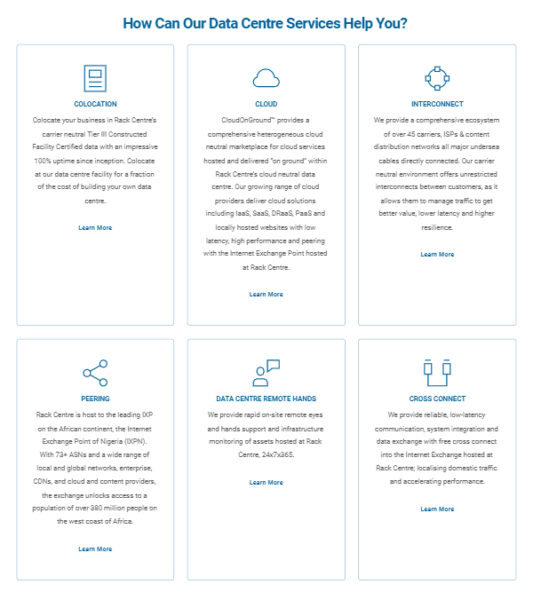 How Can Our Data Centre Services Help You?
COLOCATION
Colocate your business in Rack Centre's
carrier neutral Tier III Constructed
Facility Certified data with an impressive
100% uptime since inception. Colocate
at our data centre facility for a fraction
of the cost of building your own data
centre.
Learn More
CLOUD
CloudOnGround™ provides a
comprehensive heterogeneous cloud
neutral marketplace for cloud services
hosted and delivered "on ground" within
Rack Centre's cloud neutral data
centre. Our growing range of cloud
providers deliver cloud solutions
including IaaS, SaaS, DRaaS, PaaS and
locally hosted websites with low
latency, high performance and peering
with the Internet Exchange Point hosted
at Rack Centre.
Learn More
INTERCONNECT
We provide a comprehensive ecosystem
of over 45 carriers, ISPs & content
distribution networks all major undersea
cables directly connected. Our carrier
neutral environment offers unrestricted
interconnects between customers, as it
allows them to manage traffic to get
better value, lower latency and higher
resilience.
Learn More
PEERING
Rack Centre is host to the leading IXP
on the African continent, the Internet
Exchange Point of Nigeria (IXPN).
With 73+ ASNs and a wide range of
local and global networks, enterprise,
CDNs, and cloud and content providers,
the exchange unlocks access to a
population of over 380 million people on
the west coast of Africa.
Learn More
DATA CENTRE REMOTE HANDS
We provide rapid on-site remote eyes
and hands support and infrastructure
monitoring of assets hosted at Rack
Centre, 24x7x365.
Learn More
CROSS CONNECT
We provide reliable, low-latency
communication, system integration and
data exchange with free cross connect
into the Internet Exchange hosted at
Rack Centre; localising domestic traffic
and accelerating performance.
Learn More